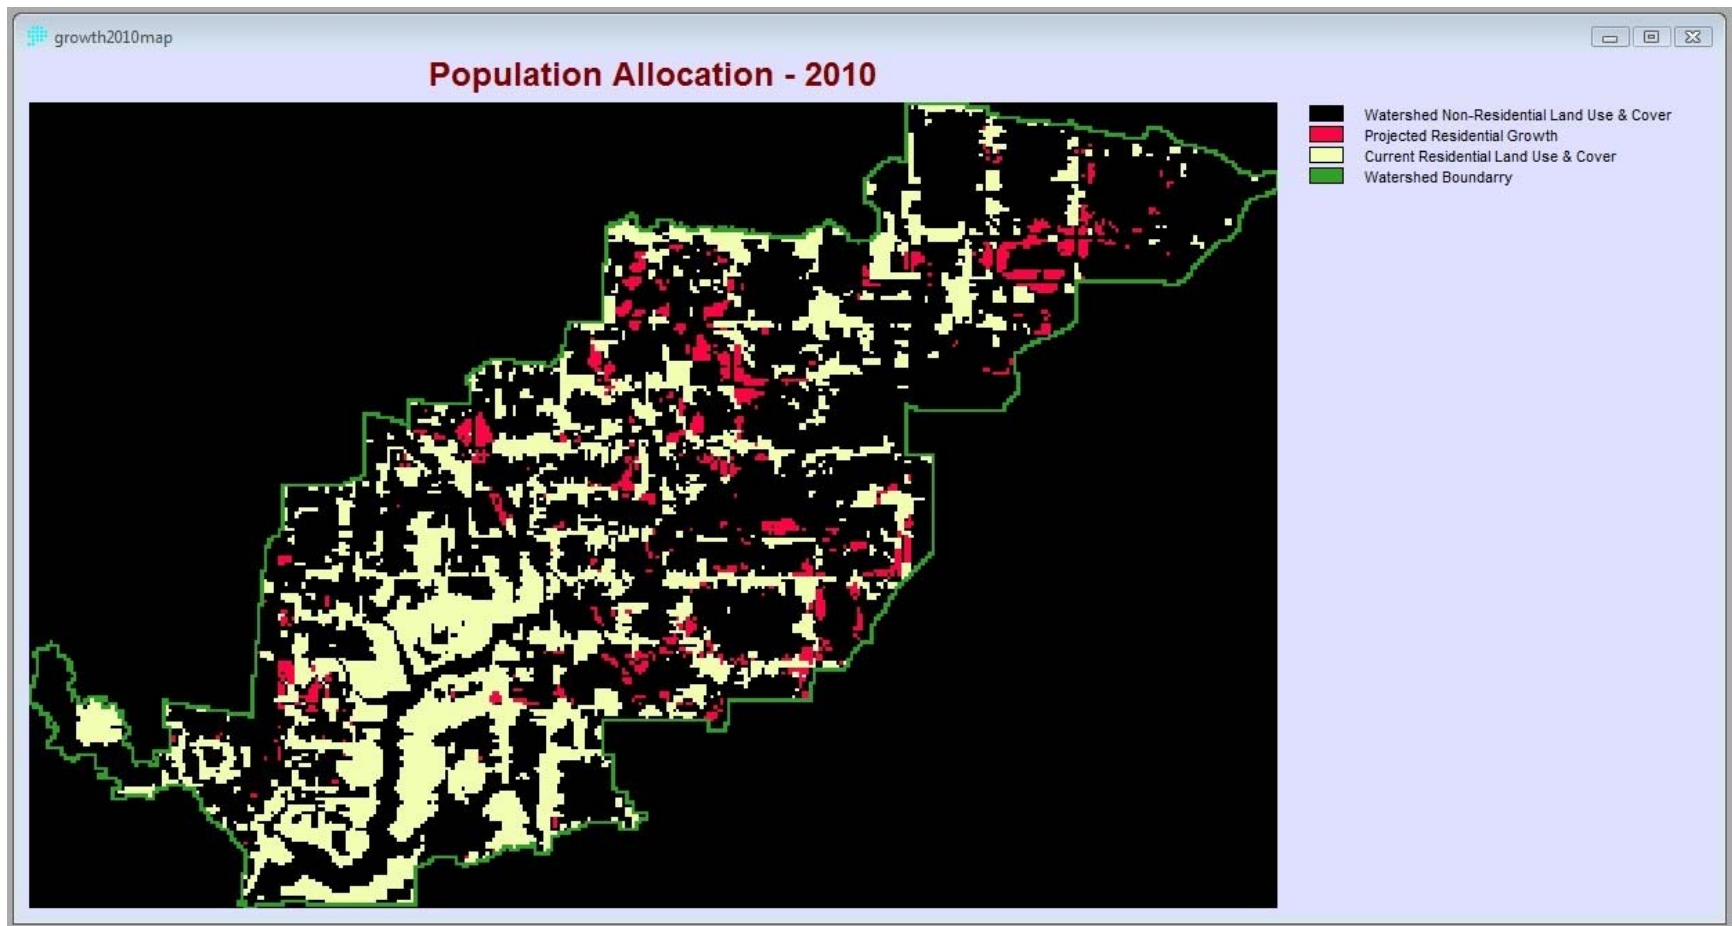 growth2010map
Population Allocation - 2010
Watershed Non-Residential Land Use & Cover
Projected Residential Growth
Current Residential Land Use & Cover
Watershed Boundarry